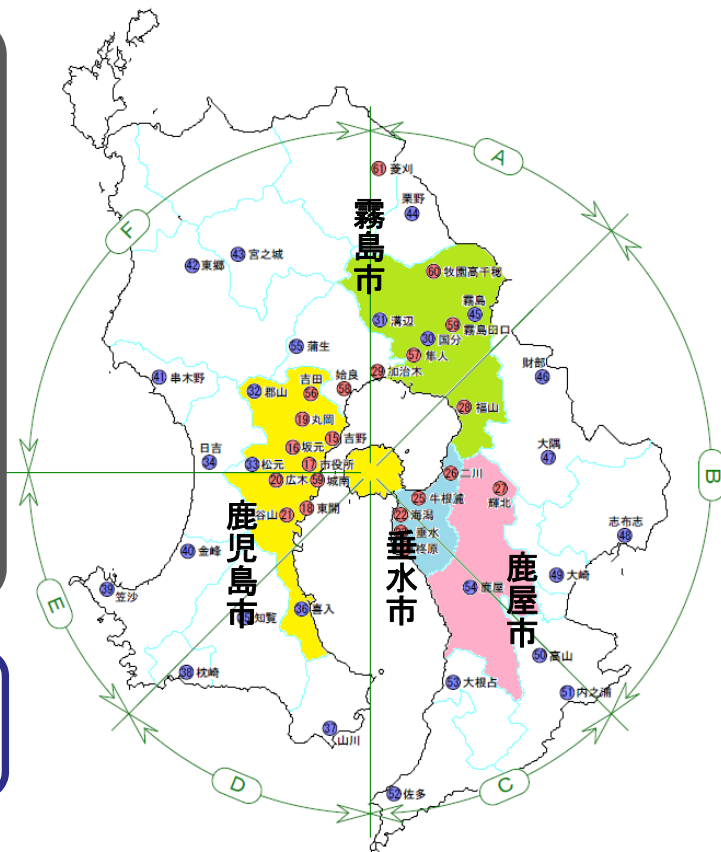 A
61 菱刈
栗野
44
霧島市
F
43 宮之城
42 東郷
60 牧園高千穂
霧島
45
31 溝辺
59
霧島田口
30 国分
55 蒲生
57
隼人
財部
46
29 加治木
41 串木野
姶良
58
32 郡山
吉田
56
28 福山
19 丸岡
15 吉野
16 坂元
大隅
47
B
日吉
34
33 松元
17 市役所
26 二川
20 広木
59 城南
27
輝北
25 牛根麓
18 東開
谷山 21
22 海潟
垂水
柊原
鹿児島市
垂水市
鹿屋市
志布志
48
40 金峰
49 大崎
39
笠沙
54 鹿屋
E
36 喜入
知覧
50 高山
38 枕崎
53 大根占
51 内之浦
37
山川
D
C
52 佐多